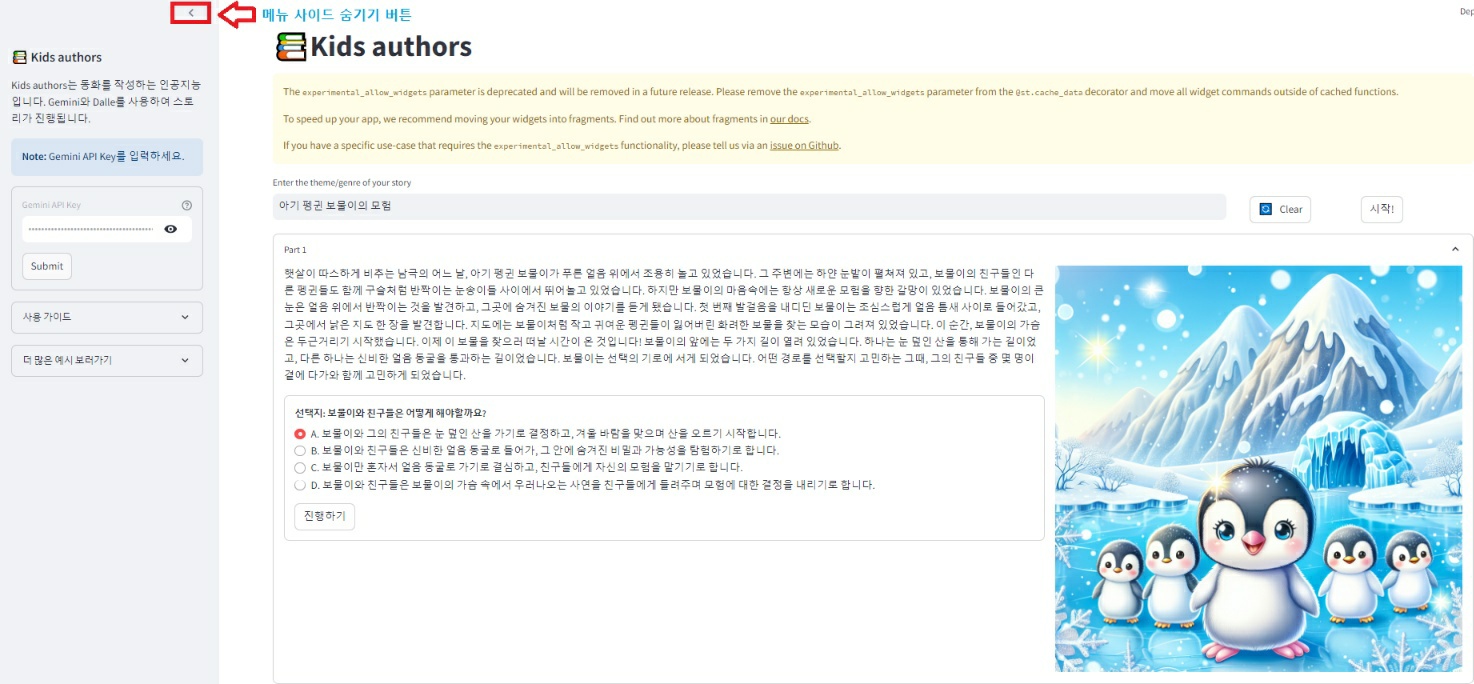 메뉴 사이드 숨기기 버튼
Dep
Kids authors
Kids authors는 동화를 작성하는 인공지능
입니다. Gemini와 Dalle를 사용하여 스토
리가 진행됩니다.
Note: Gemini API Key를 입력하세요.
Gemini API Key
Submit
사용 가이드
더 많은 예시 보러가기
Kids authors
The experimental_allow_widgets parameter is deprecated and will be removed in a future release. Please remove the experimental_allow_widgets parameter from the @st.cache_data decorator and move all widget commands outside of cached functions.
To speed up your app, we recommend moving your widgets into fragments. Find out more about fragments in our docs.
If you have a specific use-case that requires the experimental_allow_widgets functionality, please tell us via an issue on Github.
Enter the theme/genre of your story
아기 펭귄 보물이의 모험
Clear
시작!
Part 1
햇살이 따스하게 비추는 남극의 어느 날, 아기 펭귄 보물이가 푸른 얼음 위에서 조용히 놀고 있었습니다. 그 주변에는 하얀 눈밭이 펼쳐져 있고, 보물이의 친구들인 다
른 펭귄들도 함께 구슬처럼 반짝이는 눈송이들 사이에서 뛰어놀고 있었습니다. 하지만 보물이의 마음속에는 항상 새로운 모험을 향한 갈망이 있었습니다. 보물이의 큰
눈은 얼음 위에서 반짝이는 것을 발견하고, 그곳에 숨겨진 보물의 이야기를 듣게 됐습니다. 첫 번째 발걸음을 내디딘 보물이는 조심스럽게 얼음 틈새 사이로 들어갔고,
그곳에서 낡은 지도 한 장을 발견합니다. 지도에는 보물이처럼 작고 귀여운 펭귄들이 잃어버린 화려한 보물을 찾는 모습이 그려져 있었습니다. 이 순간, 보물이의 가슴
은 두근거리기 시작했습니다. 이제 이 보물을 찾으러 떠날 시간이 온 것입니다! 보물이의 앞에는 두 가지 길이 열려 있었습니다. 하나는 눈 덮인 산을 통해 가는 길이었
고, 다른 하나는 신비한 얼음 동굴을 통과하는 길이었습니다. 보물이는 선택의 기로에 서게 되었습니다. 어떤 경로를 선택할지 고민하는 그때, 그의 친구들 중 몇 명이
곁에 다가와 함께 고민하게 되었습니다.
선택지: 보물이와 친구들은 어떻게 해야할까요?
A. 보물이와 그의 친구들은 눈 덮인 산을 가기로 결정하고, 겨울 바람을 맞으며 산을 오르기 시작합니다.
B. 보물이와 친구들은 신비한 얼음 동굴로 들어가, 그 안에 숨겨진 비밀과 가능성을 탐험하기로 합니다.
C. 보물이만 혼자서 얼음 동굴로 가기로 결심하고, 친구들에게 자신의 모험을 맡기기로 합니다.
D. 보물이와 친구들은 보물이의 가슴 속에서 우러나오는 사연을 친구들에게 들려주며 모험에 대한 결정을 내리기로 합니다.
진행하기